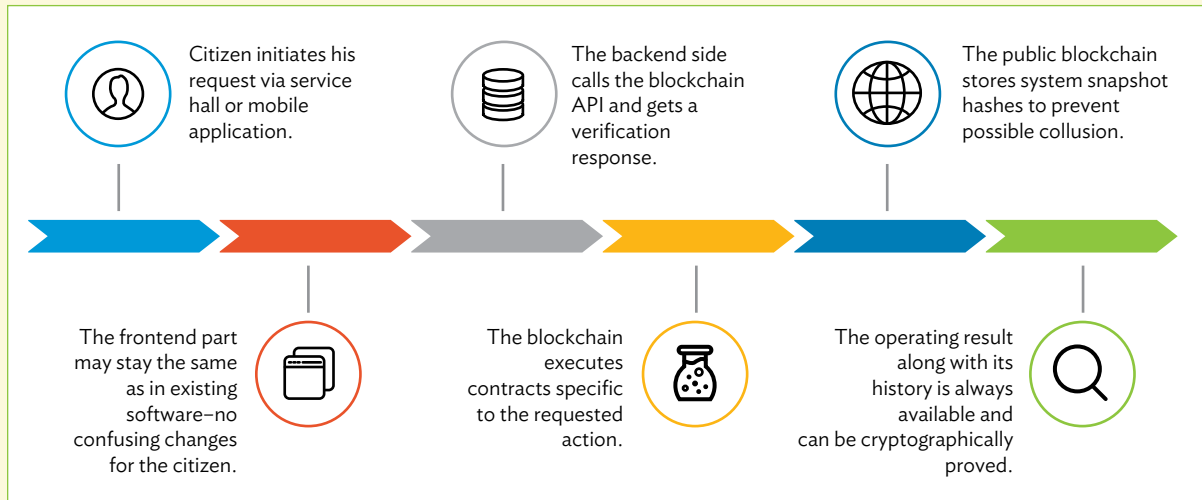 Citizen initiates his
request via service
hall or mobile
application.
The frontend part
may stay the same
as in existing
software–no
confusing changes
for the citizen.
The backend side
calls the blockchain
API and gets a
verification
response.
The blockchain
executes
contracts specific
to the requested
action.
The public blockchain
stores system snapshot
hashes to prevent
possible collusion.
The operating result
along with its
history is always
available and
can be cryptographically
proved.